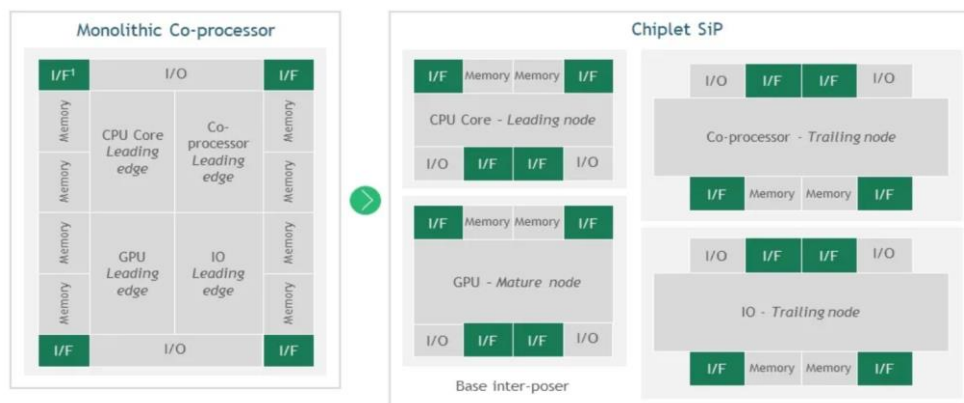 Monolithic Co-processor
I/F¹ I/O I/F
Memory
Memory
Memory
Memory
CPU Core
Leading
edge
Co-
processor
Leading
edge
GPU
Leading
edge
IO
Leading
edge
Memory
Memory
Memory
Memory
I/F I/O I/F
Chiplet SiP
I/F Memory Memory I/F
CPU Core - Leading node
I/O I/F I/F I/O
I/F Memory Memory I/F
GPU - Mature node
I/O I/F I/F I/O
Base inter-poser
I/O I/F I/F I/O
Co-processor - Trailing node
I/F Memory Memory I/F
I/O I/F I/F I/O
IO - Trailing node
I/F Memory Memory I/F